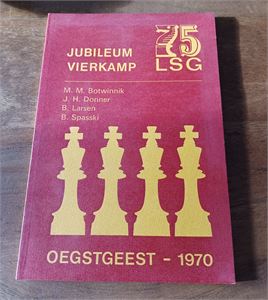 JUBILEUM
VIERKAMP
75
LSG
M. M. Botwinnik
J. H. Donner
B. Larsen
B. Spasski
OEGSTGEEST - 1970